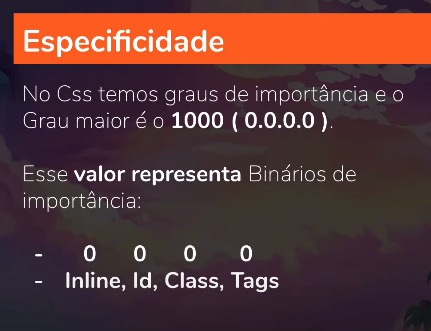 Especificidade
No Css temos graus de importância e o
Grau maior é o 1000 ( 0.0.0.0 ).
Esse valor representa Binários de
importância:
- 0 0 0 0
- Inline, Id, Class, Tags